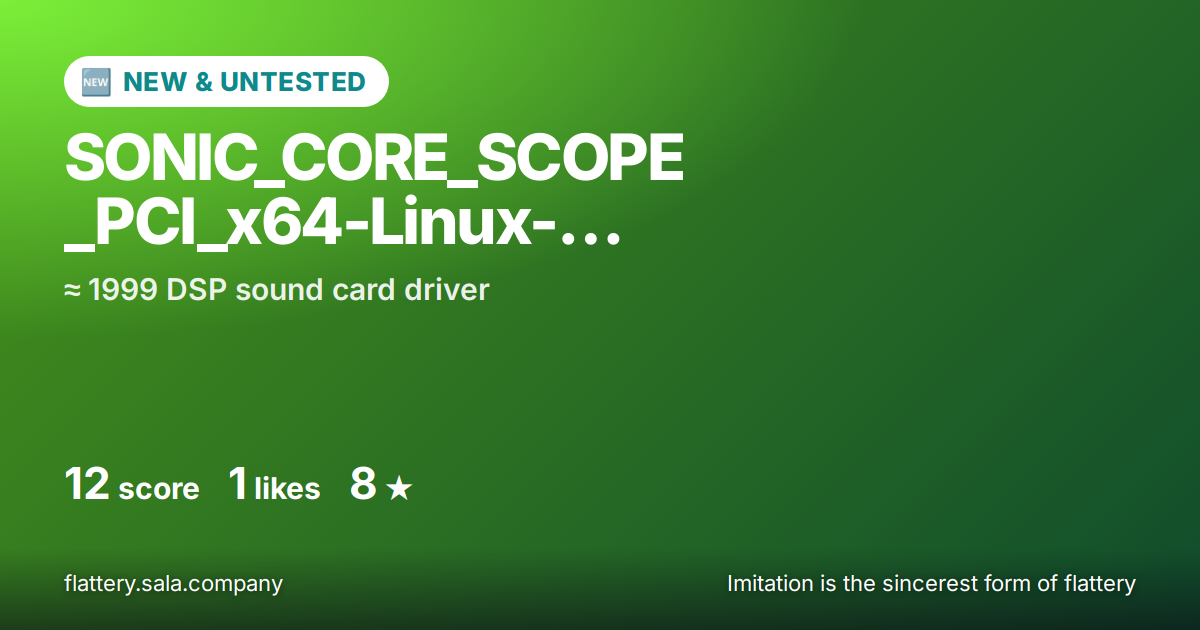 🆕 NEW & UNTESTED
SONIC_CORE_SCOPE
_PCI_x64-Linux-…
≈ 1999 DSP sound card driver
12 score 1 likes 8 ★
flattery.sala.company
Imitation is the sincerest form of flattery